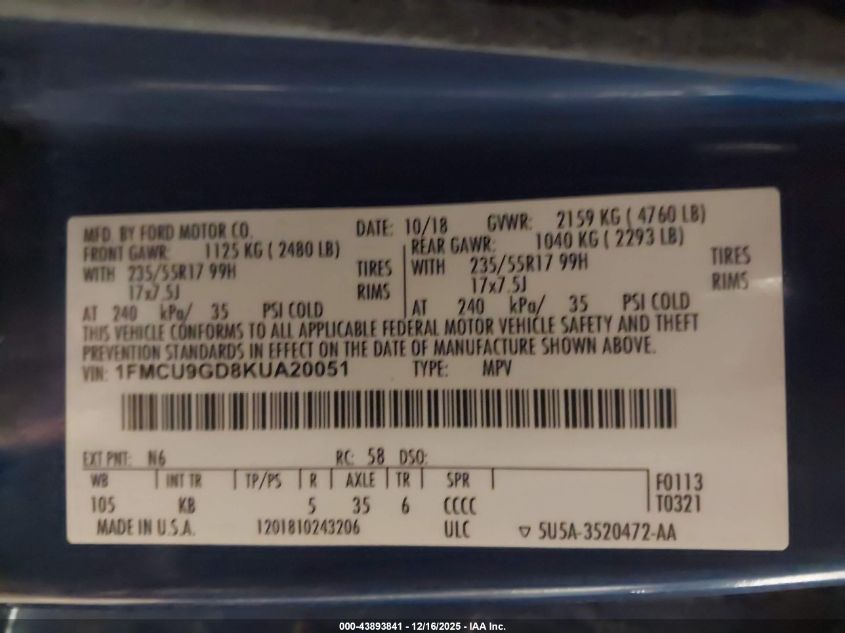 MFD. BY FORD MOTOR CO. DATE: 10/18 GVWR: 2159 KG ( 4760 LB)
FRONT GAWR: 1125 KG ( 2480 LB) REAR GAWR: 1040 KG ( 2293 LB)
WITH 235/55R17 99H TIRES WITH 235/55R17 99H TIRES
17x7.5J RIMS 17x7.5J RIMS
AT 240 kPa/ 35 PSI COLD AT 240 kPa/ 35 PSI COLD
THIS VEHICLE CONFORMS TO ALL APPLICABLE FEDERAL MOTOR VEHICLE SAFETY AND THEFT
PREVENTION STANDARDS IN EFFECT ON THE DATE OF MANUFACTURE SHOWN ABOVE.
VIN: 1FMCU9GD8KUA20051 TYPE: MPV
EXT PNT: N6 RC: 58 DSO:
WB INT TR TP/PS R AXLE TR SPR F0113
105 KB 5 35 6 CCCC T0321
MADE IN U.S.A. 1201810243206 ULC ▽ 5U5A-3520472-AA
000-43893841 - 12/16/2025 - IAA Inc.